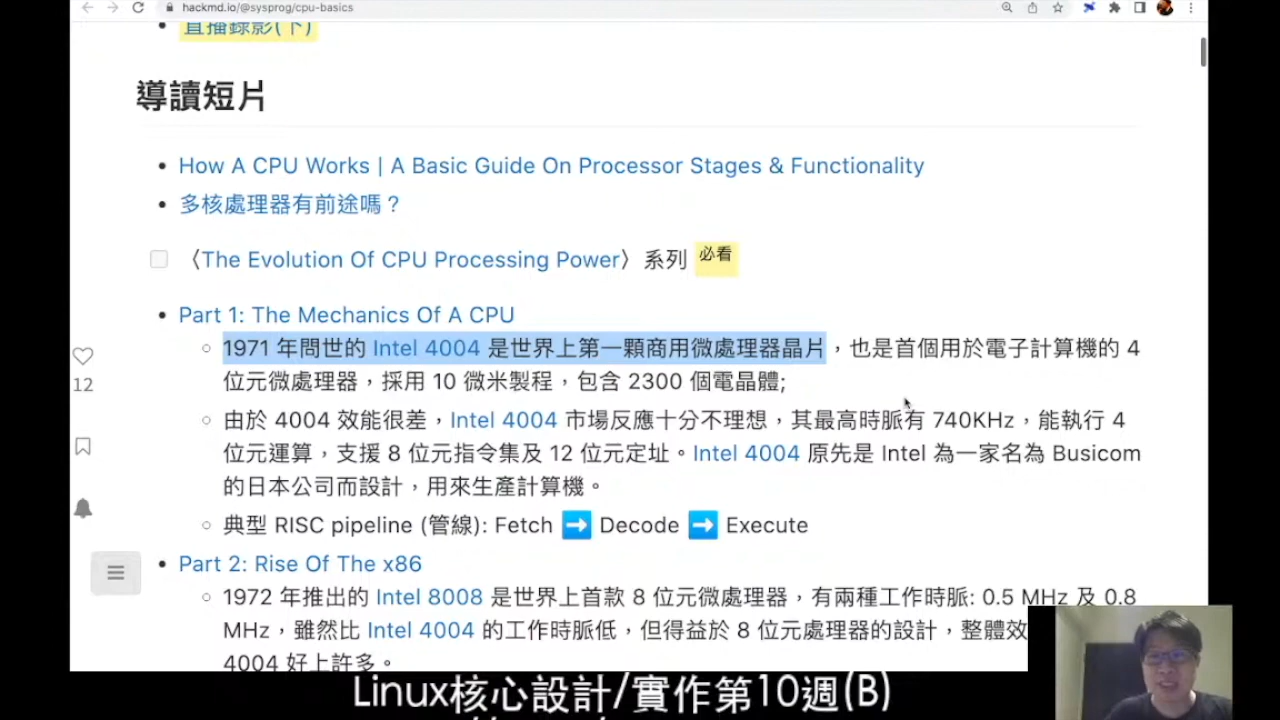 hackmd.io/@sysprog/cpu-basics
直播錄影(下)
導讀短片
How A CPU Works | A Basic Guide On Processor Stages & Functionality
多核處理器有前途嗎？
〈The Evolution Of CPU Processing Power〉系列 必看
Part 1: The Mechanics Of A CPU
1971 年問世的 Intel 4004 是世界上第一顆商用微處理器晶片，也是首個用於電子計算機的 4
位元微處理器，採用 10 微米製程，包含 2300 個電晶體;
由於 4004 效能很差，Intel 4004 市場反應十分不理想，其最高時脈有 740KHz，能執行 4
位元運算，支援 8 位元指令集及 12 位元定址。Intel 4004 原先是 Intel 為一家名為 Busicom
的日本公司而設計，用來生產計算機。
12
典型 RISC pipeline (管線): Fetch ➡ Decode ➡ Execute
Part 2: Rise Of The x86
1972 年推出的 Intel 8008 是世界上首款 8 位元微處理器，有兩種工作時脈: 0.5 MHz 及 0.8
MHz，雖然比 Intel 4004 的工作時脈低，但得益於 8 位元處理器的設計，整體效
4004 好上許多。
Linux核心設計/實作第10週(B)